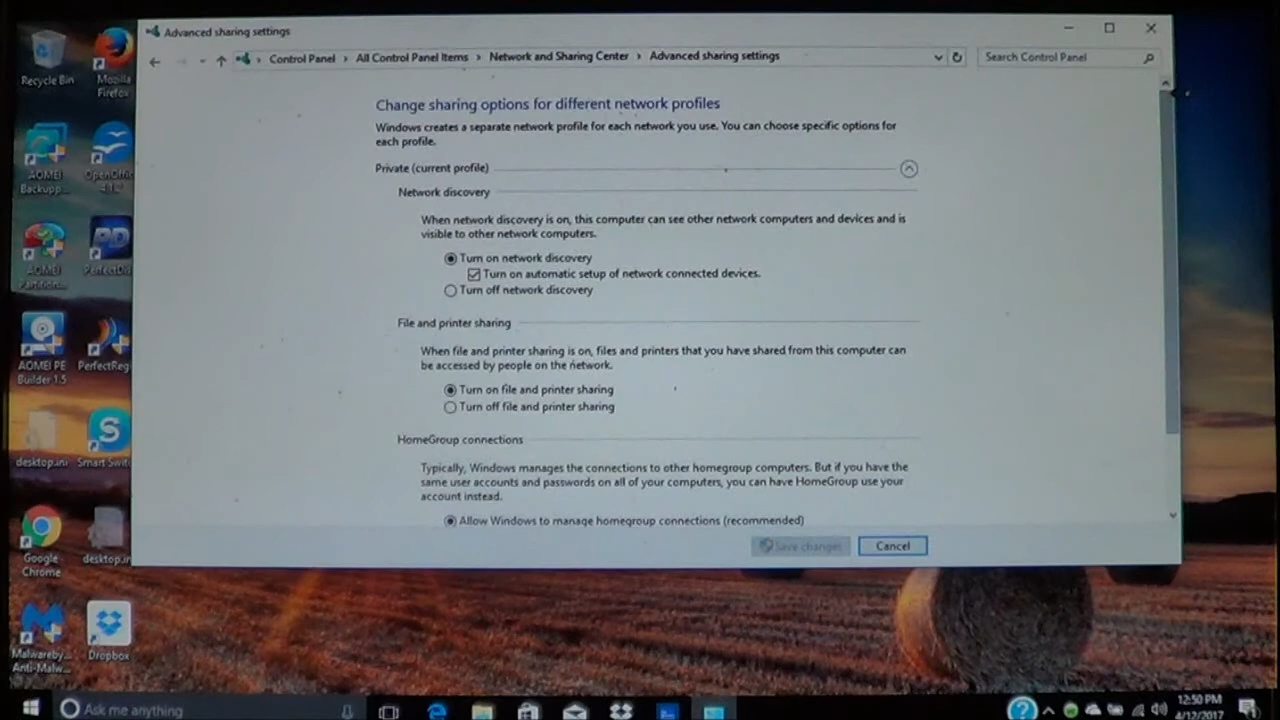 Advanced sharing settings
Control Panel > All Control Panel Items > Network and Sharing Center > Advanced sharing settings
Search Control Panel
Change sharing options for different network profiles
Windows creates a separate network profile for each network you use. You can choose specific options for
each profile.
Private (current profile)
Network discovery
When network discovery is on, this computer can see other network computers and devices and is
visible to other network computers.
Turn on network discovery
Turn on automatic setup of network connected devices.
Turn off network discovery
File and printer sharing
When file and printer sharing is on, files and printers that you have shared from this computer can
be accessed by people on the network.
Turn on file and printer sharing
Turn off file and printer sharing
HomeGroup connections
Typically, Windows manages the connections to other homegroup computers. But if you have the
same user accounts and passwords on all of your computers, you can have HomeGroup use your
account instead.
Allow Windows to manage homegroup connections (recommended)
Save changes
Cancel
Recycle Bin
Mozilla
Firefox
AOMEI
Backupp...
OpenOffic
4.1.2
AOMEI
Partition...
PerfectDis
AOMEI PE
Builder 1.5
PerfectReg
desktop.ini
Smart Swit
Google
Chrome
desktop.in
Malwareby...
Anti-Malw...
Dropbox
Ask me anything
12:50 PM
4/12/2017